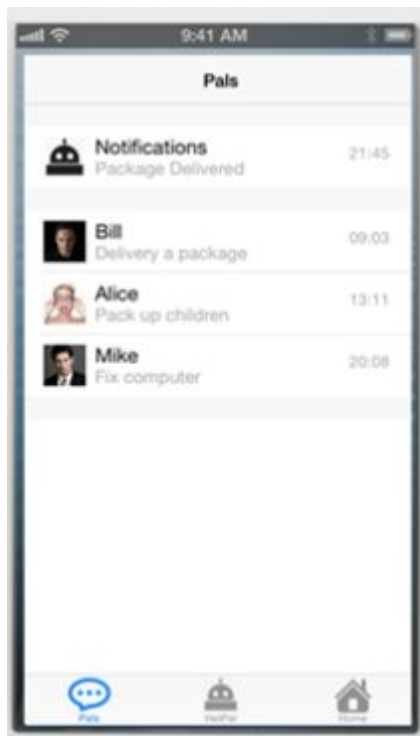 9:41 AM
Pals
Notifications
21:45
Package Delivered
Bill
09:03
Delivery a package
Alice
13:11
Pack up children
Mike
20:08
Fix computer
Pals
Home